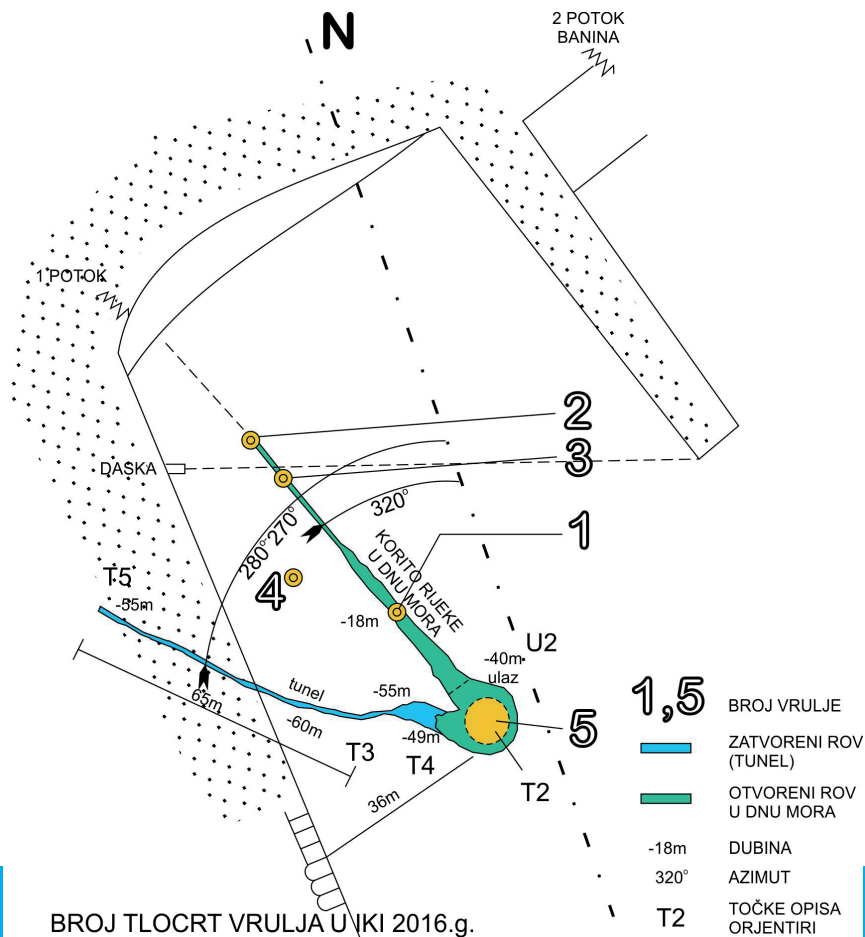 N
2 POTOK
BANINA
1 POTOK
2
3
DASKA
320°
280°270°
1
KORITO RIJEKE
U DNU MORA
4
T5
-55m
-18m
U2
-40m
ulaz
65m
tunel
-55m
-60m
-49m
5
T3
T4
T2
36m
1,5 BROJ VRULJE
ZATVORENI ROV
(TUNEL)
OTVORENI ROV
U DNU MORA
-18m DUBINA
320° AZIMUT
T2 TOČKE OPISA
ORJENTIRI
BROJ TLOCRT VRULJA U IKI 2016.g.